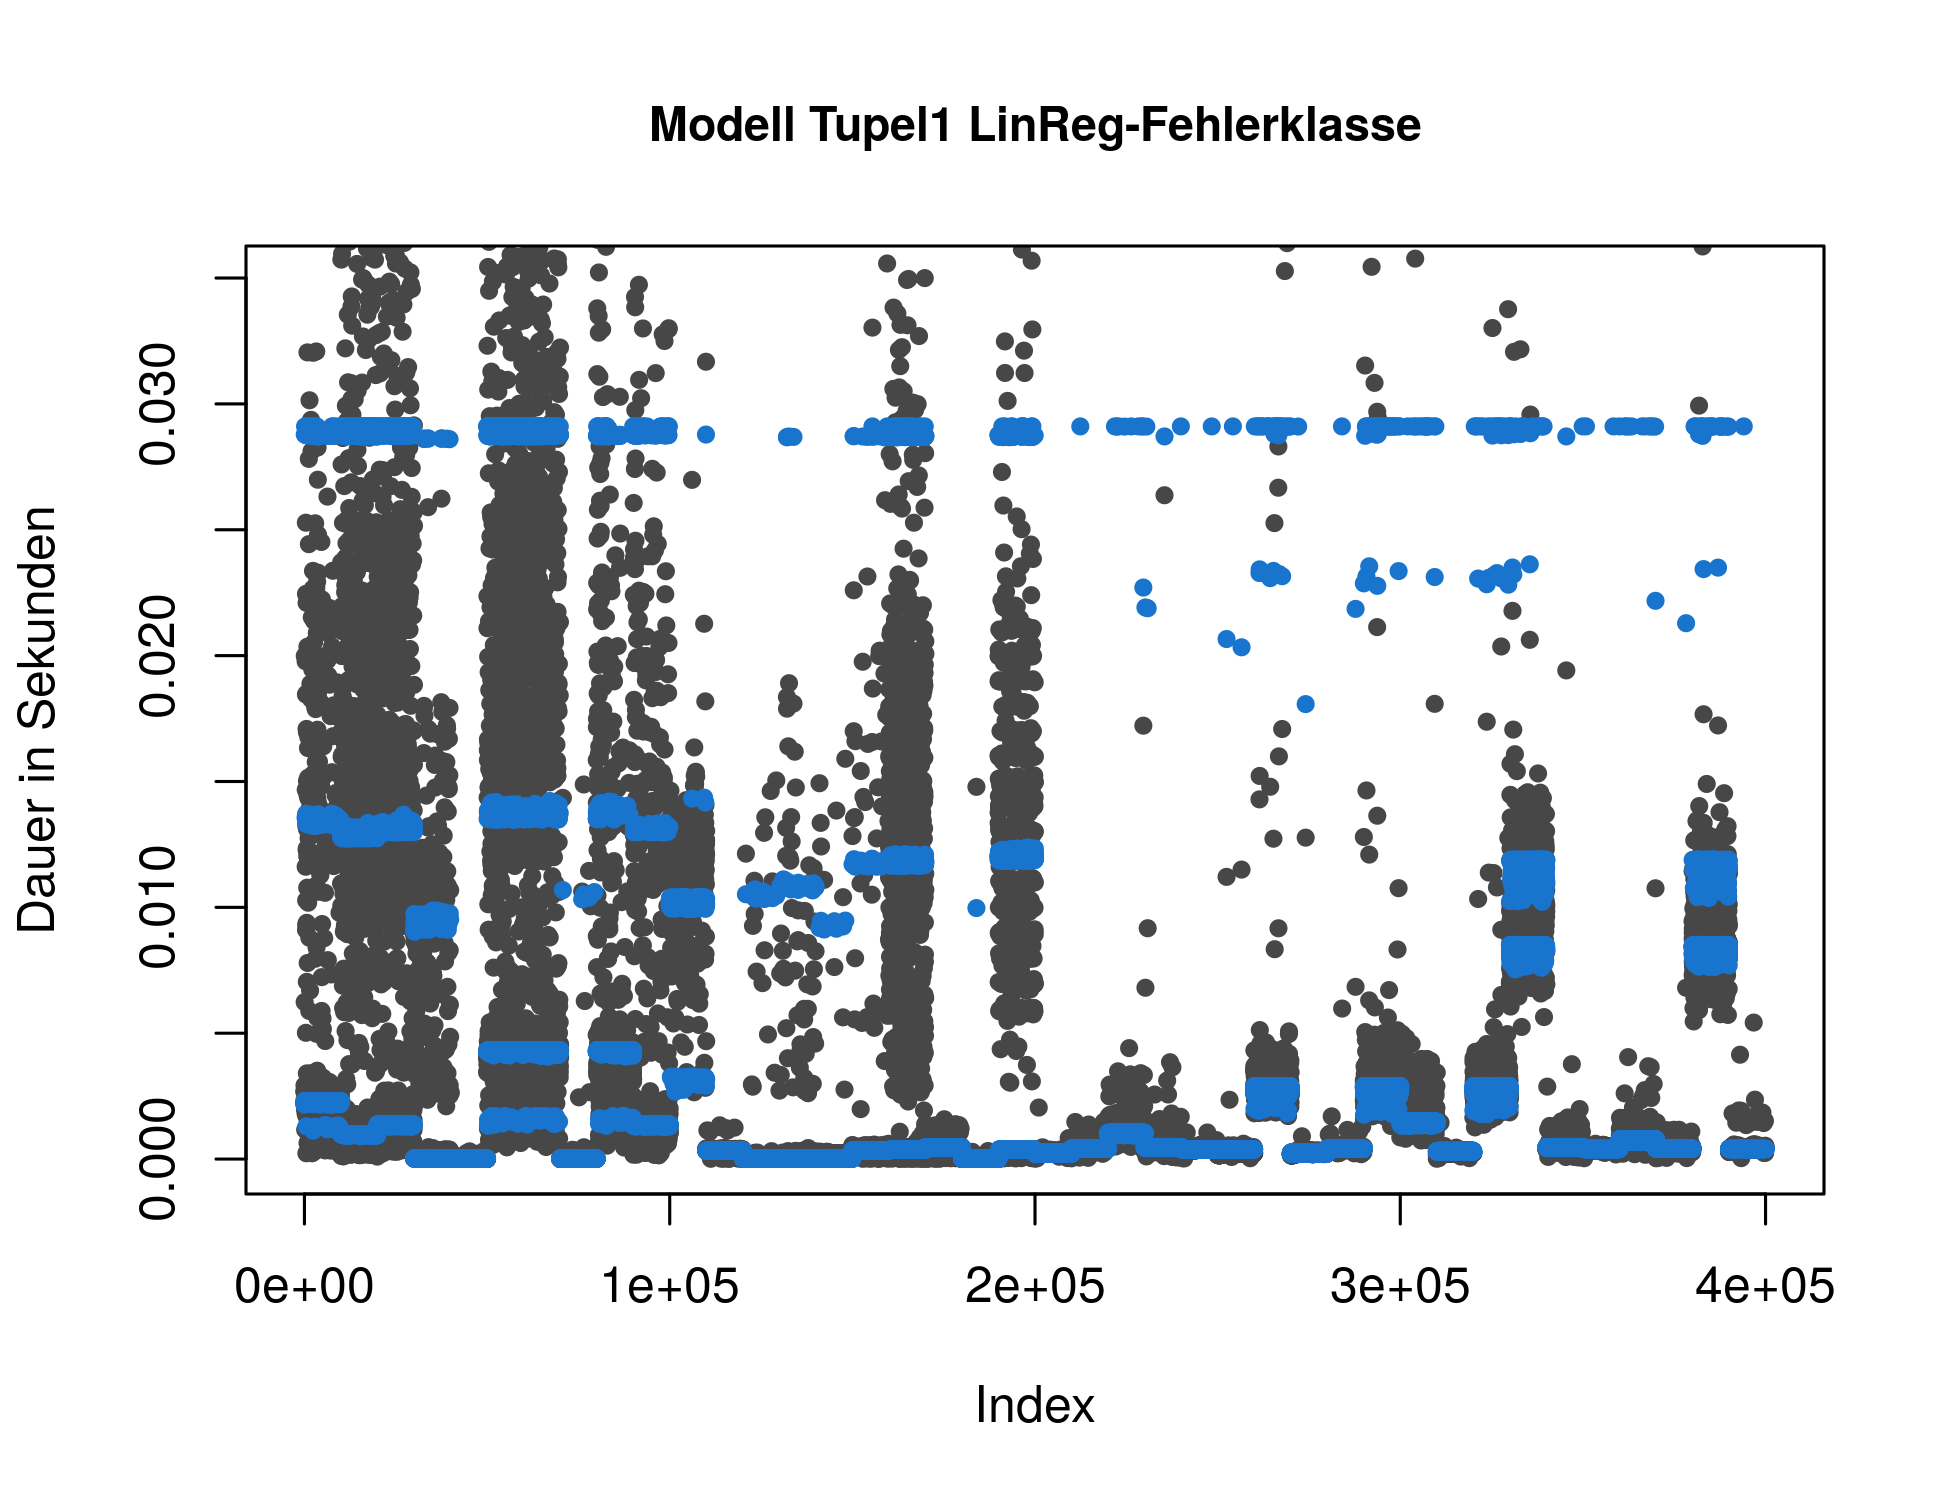 Modell Tupel1 LinReg-Fehlerklasse
Dauer in Sekunden
0.030
0.020
0.010
0.000
0e+00 1e+05 2e+05 3e+05 4e+05
Index